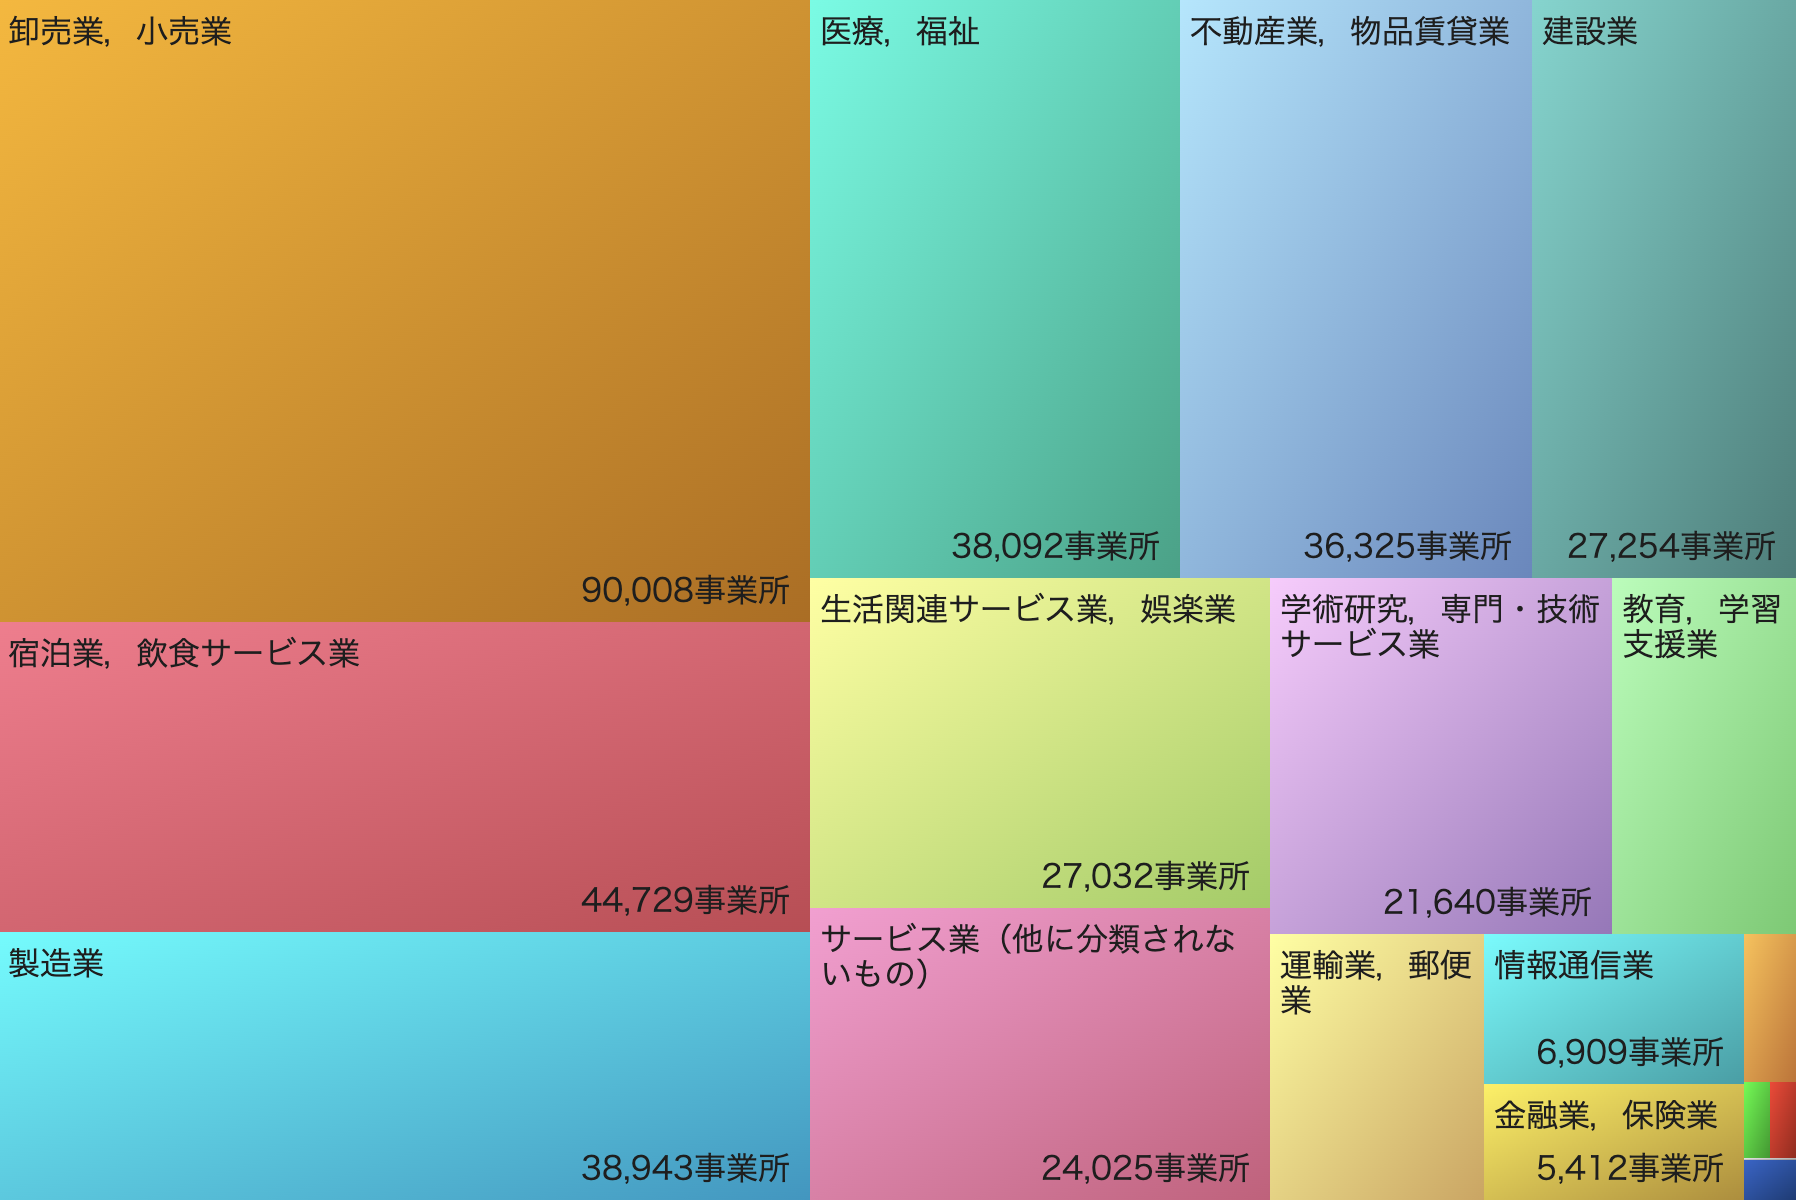 卸売業，小売業
90,008事業所
宿泊業，飲食サービス業
44,729事業所
製造業
38,943事業所
医療，福祉
38,092事業所
不動産業，物品賃貸業
36,325事業所
建設業
27,254事業所
生活関連サービス業，娯楽業
27,032事業所
サービス業（他に分類されな
いもの）
24,025事業所
学術研究，専門・技術
サービス業
21,640事業所
教育，学習
支援業
運輸業，郵便
業
情報通信業
6,909事業所
金融業，保険業
5,412事業所